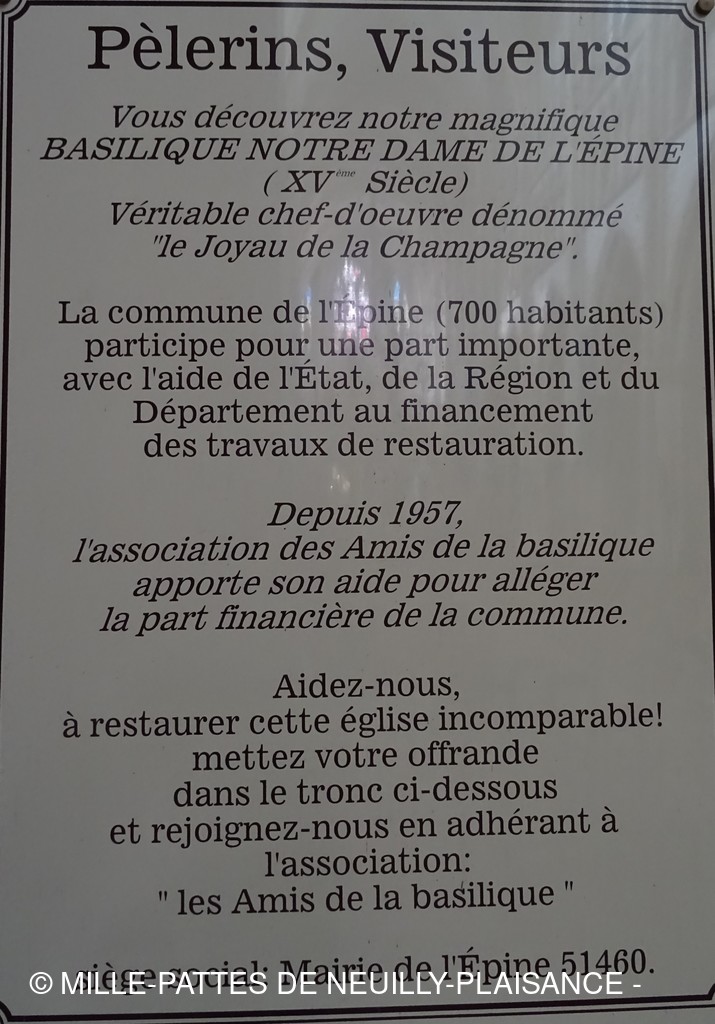 Pèlerins, Visiteurs
Vous découvrez notre magnifique
BASILIQUE NOTRE DAME DE L'ÉPINE
( XVème Siècle)
Véritable chef-d'oeuvre dénommé
"le Joyau de la Champagne".
La commune de l'Épine (700 habitants)
participe pour une part importante,
avec l'aide de l'État, de la Région et du
Département au financement
des travaux de restauration.
Depuis 1957,
l'association des Amis de la basilique
apporte son aide pour alléger
la part financière de la commune.
Aidez-nous,
à restaurer cette église incomparable!
mettez votre offrande
dans le tronc ci-dessous
et rejoignez-nous en adhérant à
l'association:
" les Amis de la basilique "
siège social: Mairie de l'Épine 51460.
© MILLE-PATTES DE NEUILLY-PLAISANCE -